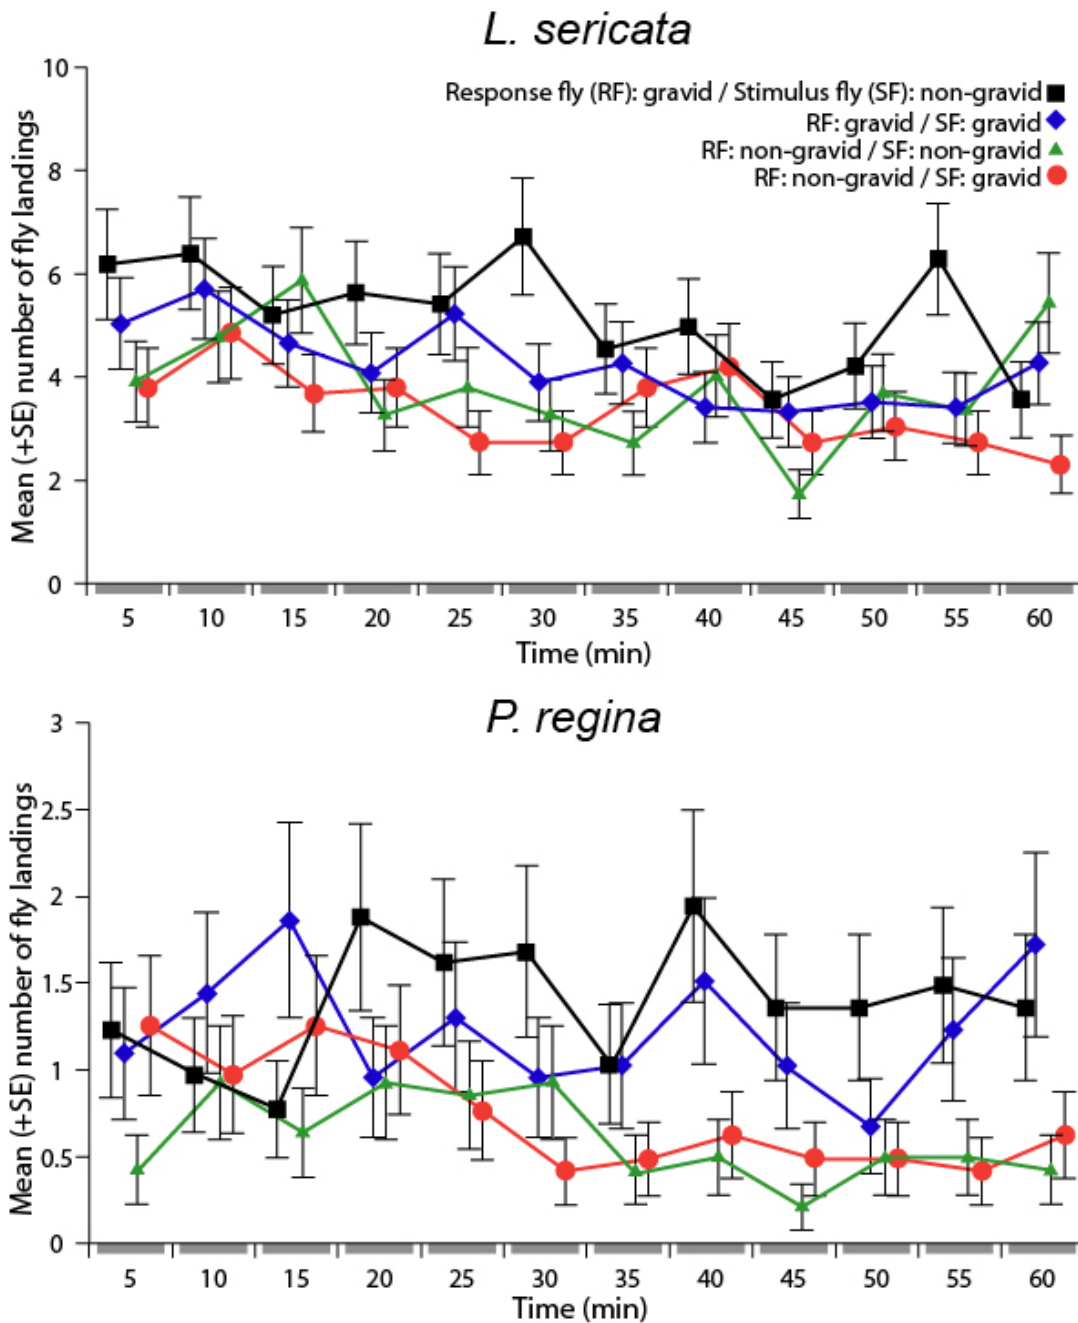 L. sericata
10
8
6
4
2
0
Mean (+SE) number of fly landings
Response fly (RF): gravid / Stimulus fly (SF): non-gravid
RF: gravid / SF: gravid
RF: non-gravid / SF: non-gravid
RF: non-gravid / SF: gravid
5 10 15 20 25 30 35 40 45 50 55 60
Time (min)
P. regina
3
2.5
2
1.5
1
0.5
0
Mean (+SE) number of fly landings
5 10 15 20 25 30 35 40 45 50 55 60
Time (min)